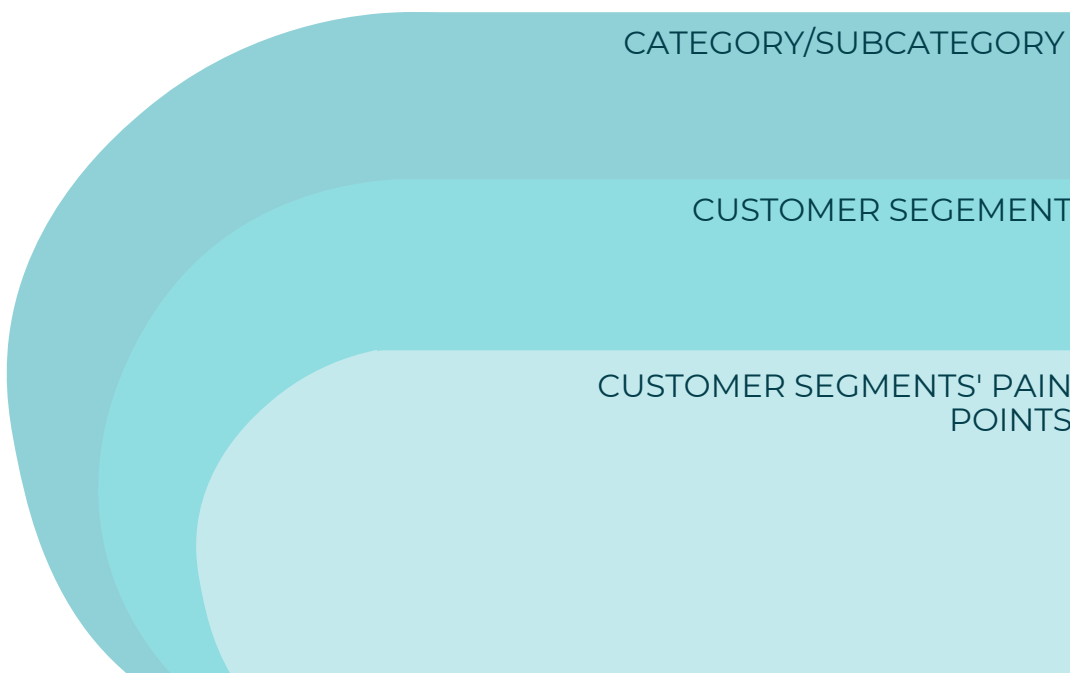 CATEGORY/SUBCATEGORY
CUSTOMER SEGEMENT
CUSTOMER SEGMENTS' PAIN
POINTS